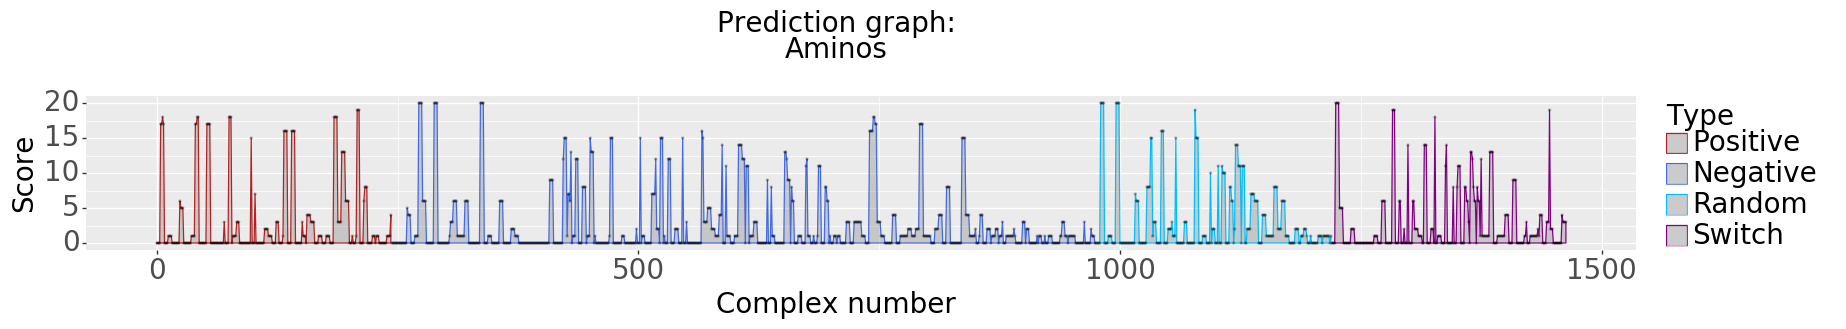 Prediction graph:
Aminos
Score
20
15
10
5
0
0 500 1000 1500
Complex number
Type
Positive
Negative
Random
Switch